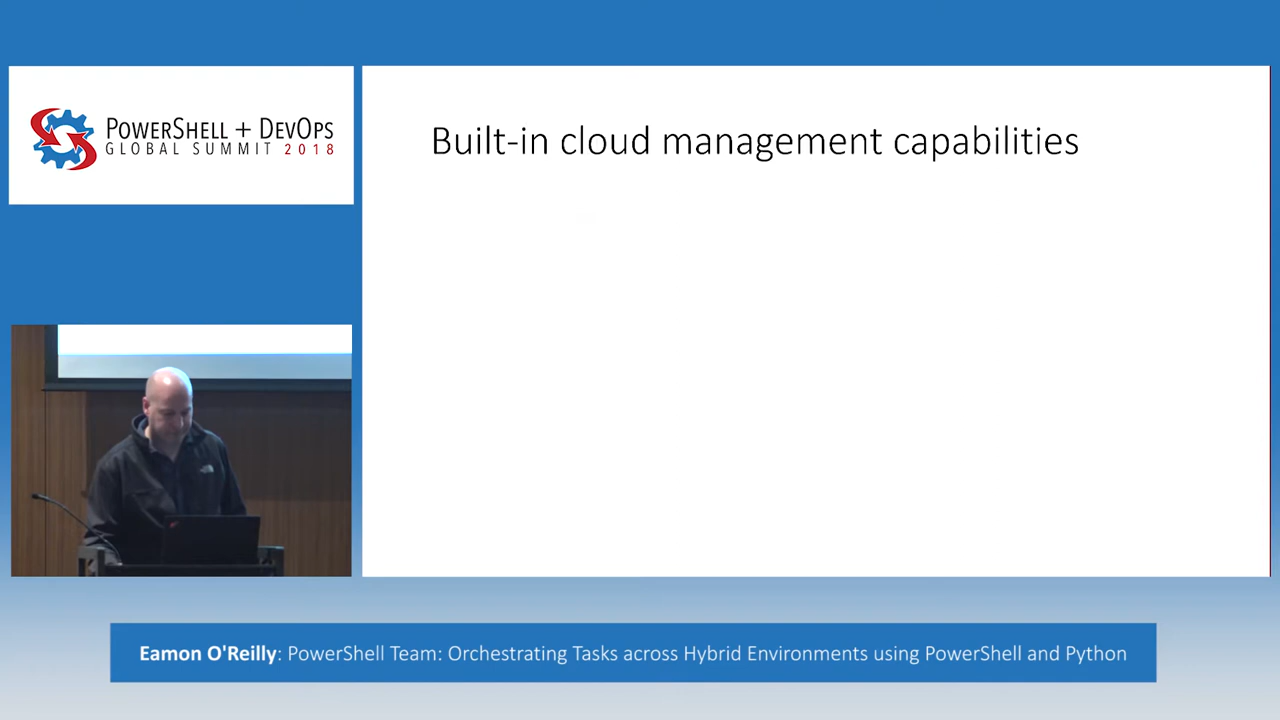 POWERSHELL + DEVOPS
GLOBAL SUMMIT 2018
Built-in cloud management capabilities
Eamon O'Reilly: PowerShell Team: Orchestrating Tasks across Hybrid Environments using PowerShell and Python